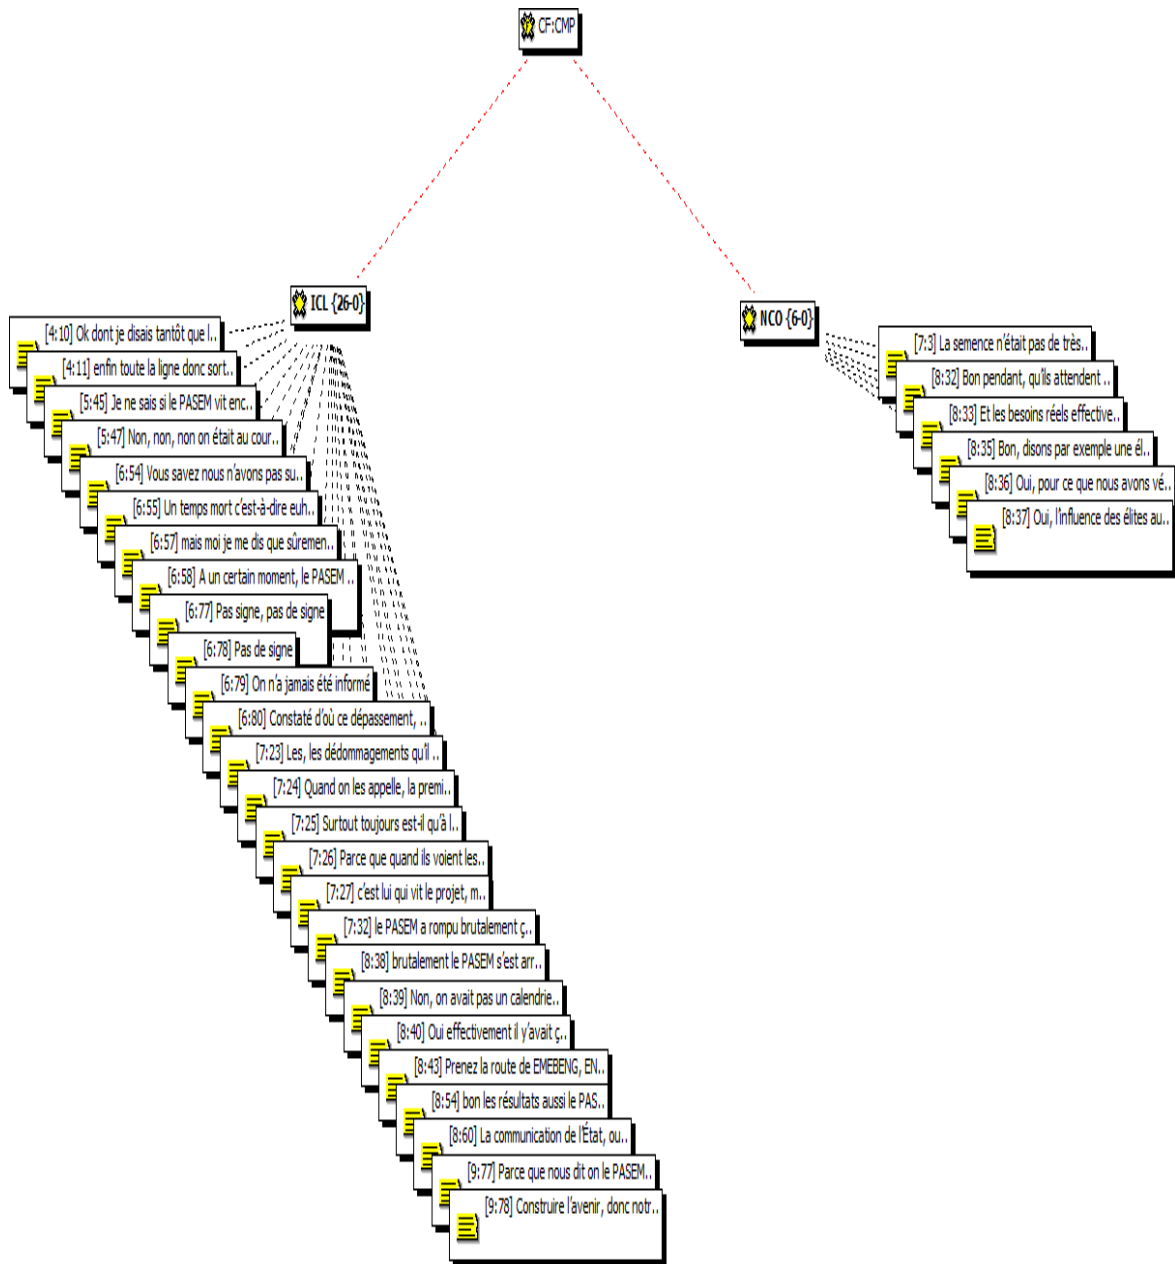 CF:CMP
ICL {26-0}
[4:10] Ok dont je disais tantôt que l..
[4:11] enfin toute la ligne donc sort..
[5:45] Je ne sais si le PASEM vit enc..
[5:47] Non, non, non on était au cour..
[6:54] Vous savez nous n'avons pas su..
[6:55] Un temps mort c'est-à-dire euh..
[6:57] mais moi je me dis que sûremen..
[6:58] A un certain moment, le PASEM ..
[6:77] Pas signe, pas de signe
[6:78] Pas de signe
[6:79] On n'a jamais été informé
[6:80] Constaté d'où ce dépassement, ..
[7:23] Les, les dédommagements qu'il ..
[7:24] Quand on les appelle, la premi..
[7:25] Surtout toujours est-il qu'à l..
[7:26] Parce que quand ils voient les..
[7:27] c'est lui qui vit le projet, m..
[7:32] le PASEM a rompu brutalement ç..
[8:38] brutalement le PASEM s'est arr..
[8:39] Non, on avait pas un calendrie..
[8:40] Oui effectivement il y'avait ç..
[8:43] Prenez la route de EMEBENG, EN..
[8:54] bon les résultats aussi le PAS..
[8:60] La communication de l'État, ou..
[9:77] Parce que nous dit on le PASEM..
[9:78] Construire l'avenir, donc notr..
NCO {6-0}
[7:3] La semence n'était pas de très..
[8:32] Bon pendant, qu'ils attendent ..
[8:33] Et les besoins réels effective..
[8:35] Bon, disons par exemple une él..
[8:36] Oui, pour ce que nous avons vé..
[8:37] Oui, l'influence des élites au..